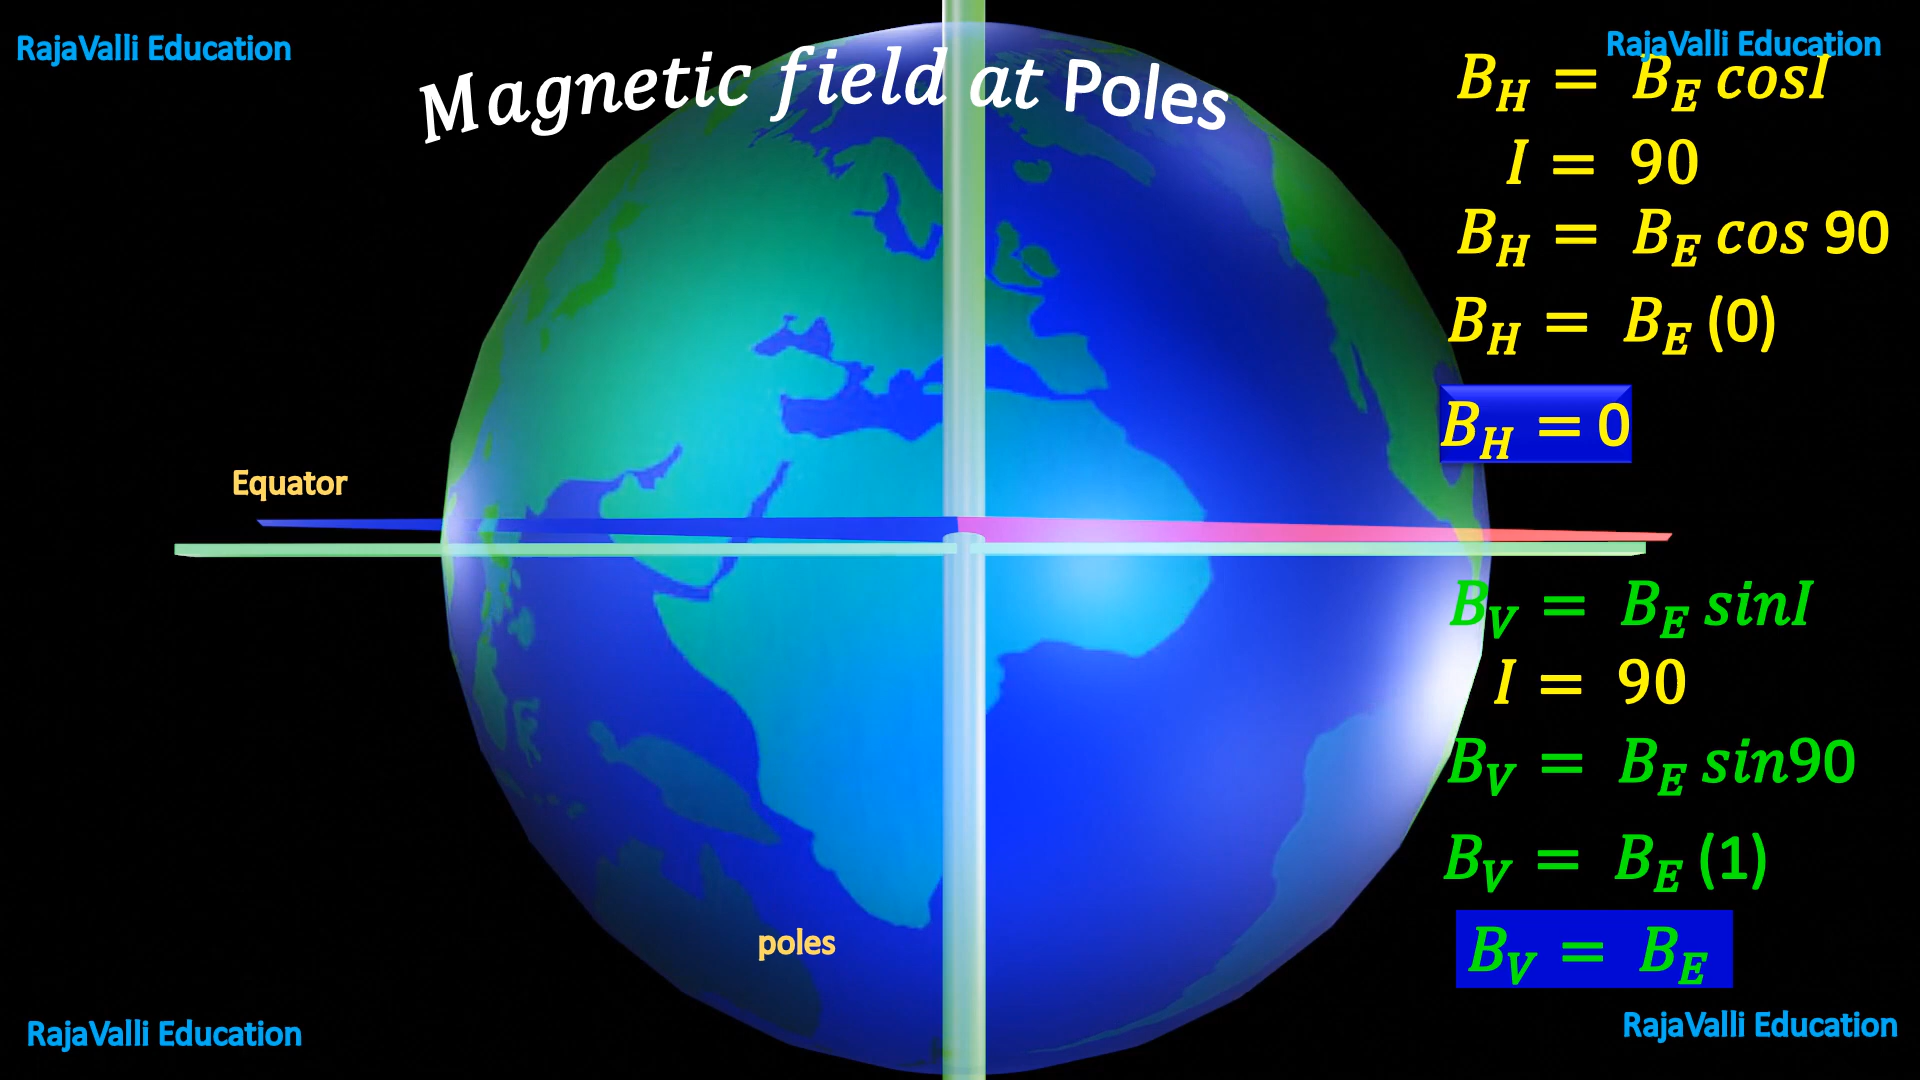 RajaValli Education
RajaValli Education
Magnetic field at Poles
B_H = B_E cosI
I = 90
B_H = B_E cos 90
B_H = B_E (0)
B_H = 0
Equator
B_V = B_E sinI
I = 90
B_V = B_E sin90
B_V = B_E (1)
poles
B_V = B_E
RajaValli Education
RajaValli Education